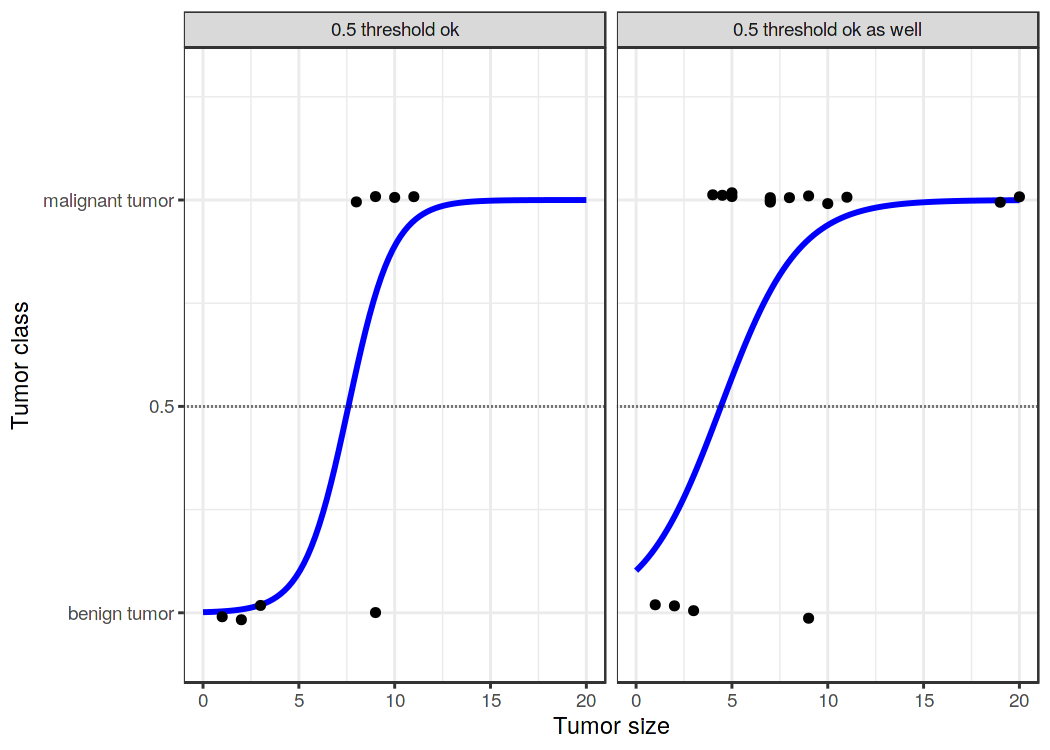 0.5 threshold ok
0.5 threshold ok as well
Tumor class
malignant tumor
0.5
benign tumor
0 5 10 15 20
0 5 10 15 20
Tumor size